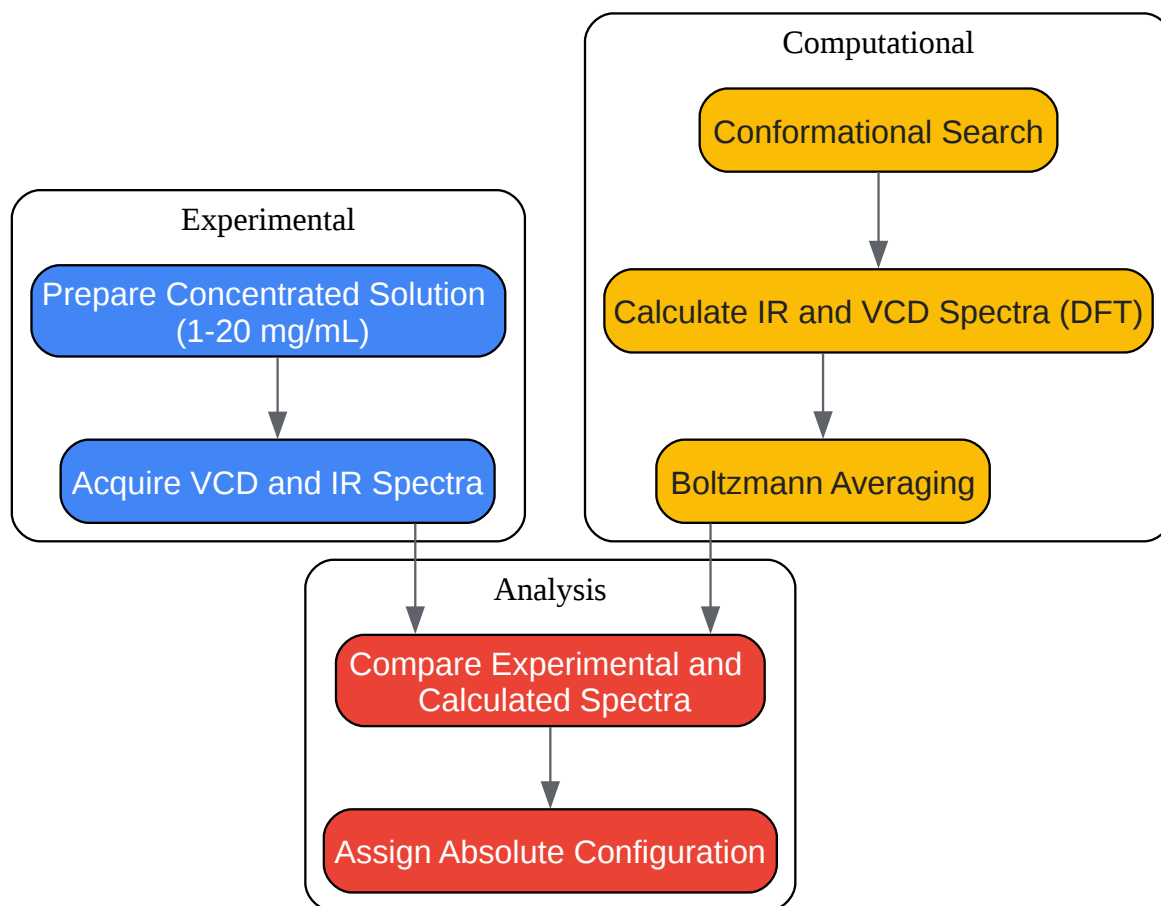 Computational
Conformational Search
Calculate IR and VCD Spectra (DFT)
Boltzmann Averaging
Experimental
Prepare Concentrated Solution
(1-20 mg/mL)
Acquire VCD and IR Spectra
Analysis
Compare Experimental and
Calculated Spectra
Assign Absolute Configuration